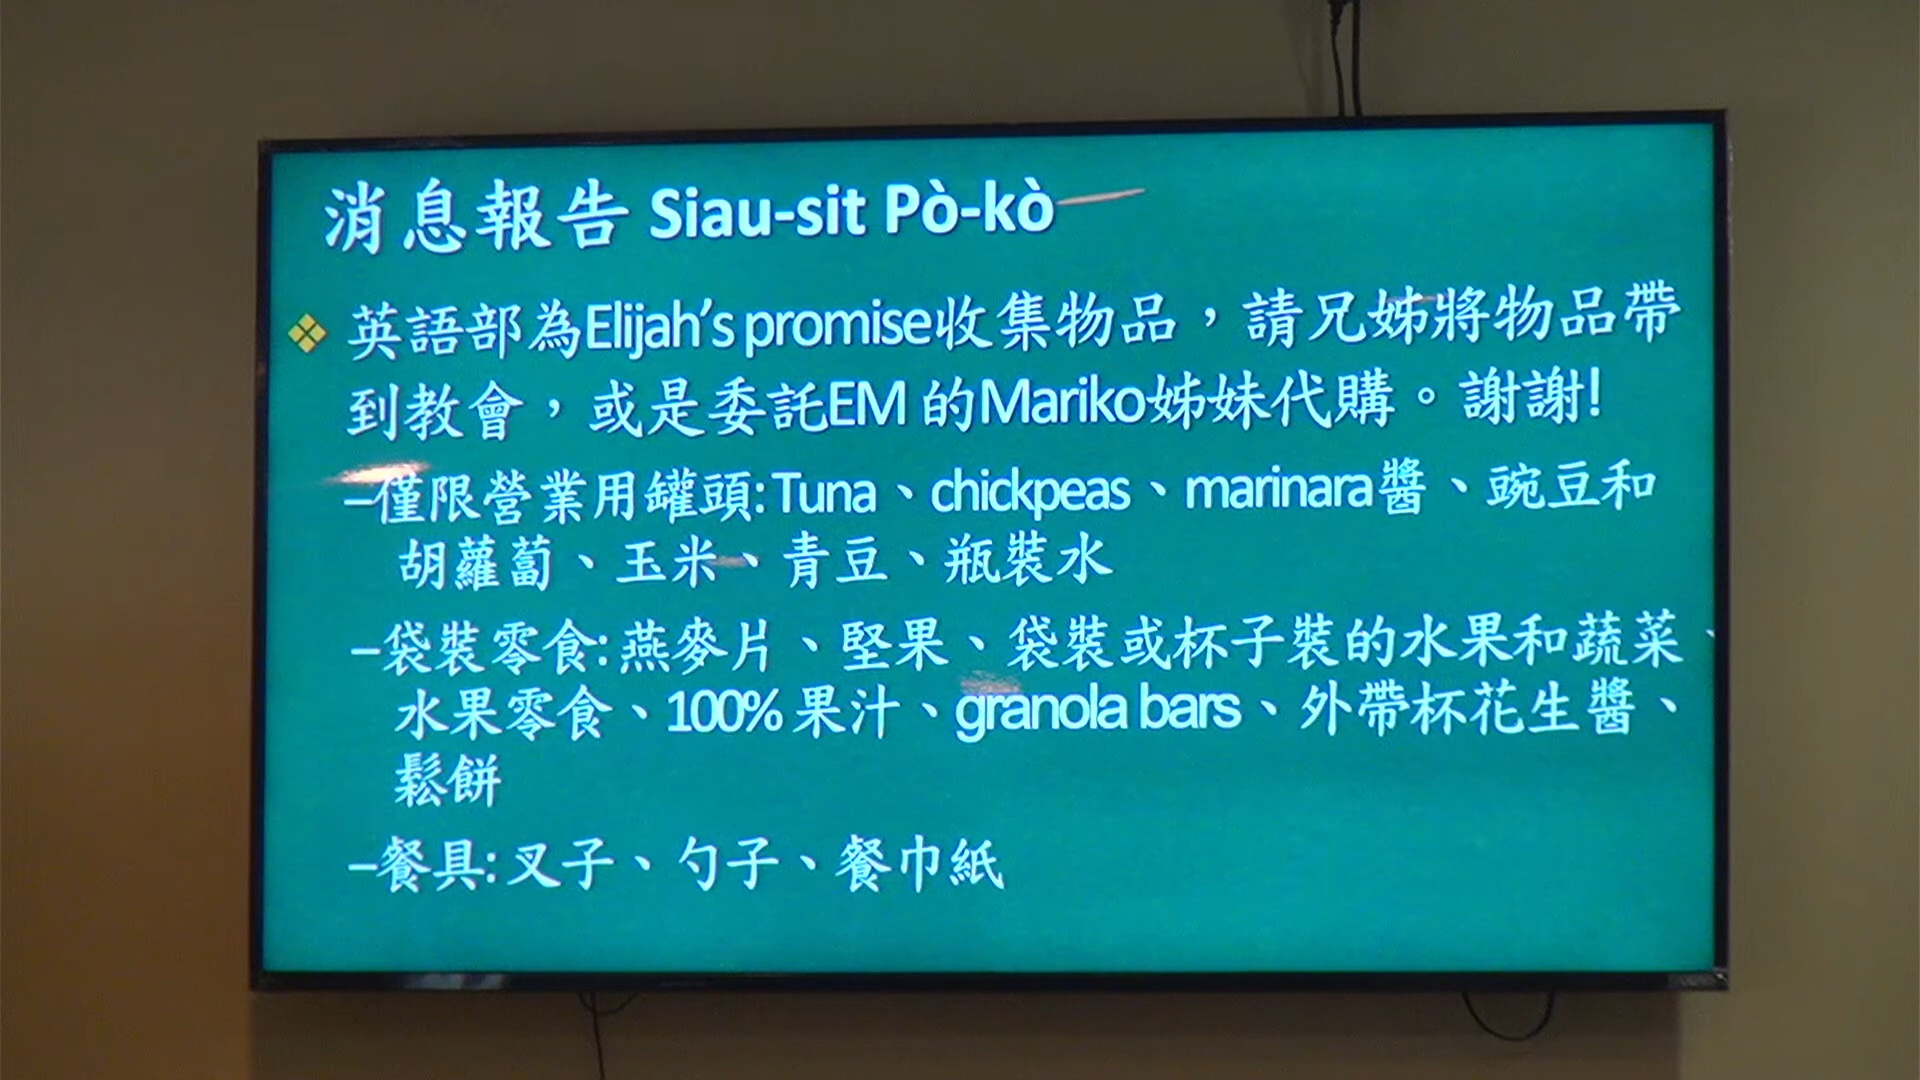 消息報告 Siau-sit Pò-kò
英語部為Elijah's promise收集物品，請兄姊將物品帶
到教會，或是委託EM 的Mariko姊妹代購。謝謝!
–僅限營業用罐頭: Tuna、chickpeas、marinara醬、豌豆和
胡蘿蔔、玉米、青豆、瓶裝水
–袋裝零食: 燕麥片、堅果、袋裝或杯子裝的水果和蔬菜、
水果零食、100% 果汁、granola bars、外帶杯花生醬、
鬆餅
–餐具: 叉子、勺子、餐巾紙